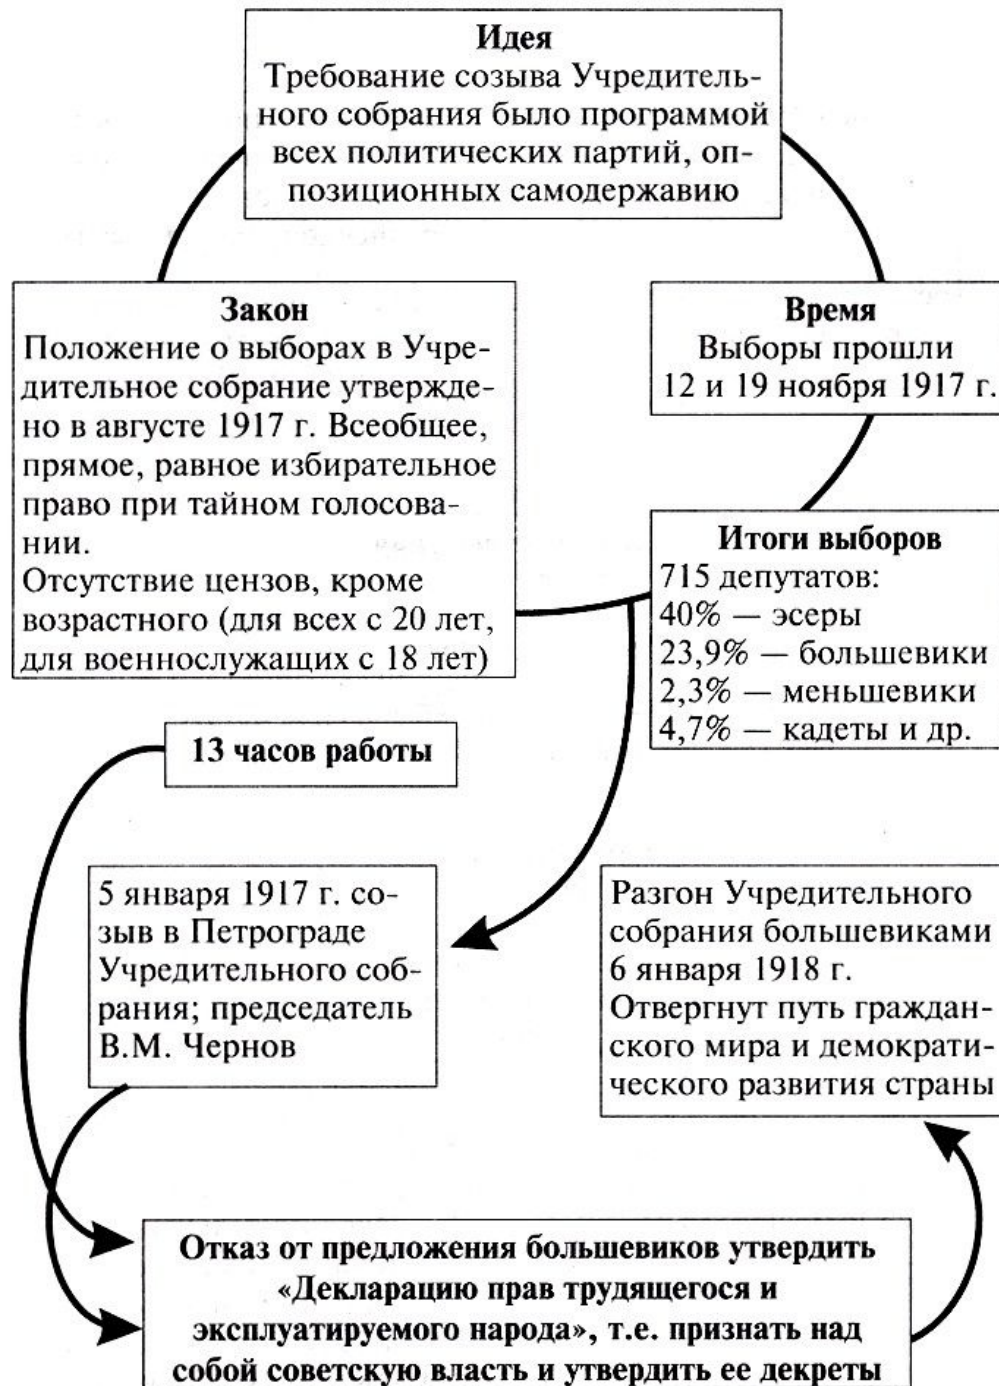 Идея
Требование созыва Учредитель-
ного собрания было программой
всех политических партий, оп-
позиционных самодержавию
Закон
Положение о выборах в Учре-
дительное собрание утвержде-
но в августе 1917 г. Всеобщее,
прямое, равное избирательное
право при тайном голосова-
нии.
Отсутствие цензов, кроме
возрастного (для всех с 20 лет,
для военнослужащих с 18 лет)
Время
Выборы прошли
12 и 19 ноября 1917 г.
Итоги выборов
715 депутатов:
40% — эсеры
23,9% — большевики
2,3% — меньшевики
4,7% — кадеты и др.
13 часов работы
5 января 1917 г. со-
зыв в Петрограде
Учредительного соб-
рания; председатель
В.М. Чернов
Разгон Учредительного
собрания большевиками
6 января 1918 г.
Отвергнут путь граждан-
ского мира и демократи-
ческого развития страны
Отказ от предложения большевиков утвердить
«Декларацию прав трудящегося и
эксплуатируемого народа», т.е. признать над
собой советскую власть и утвердить ее декреты